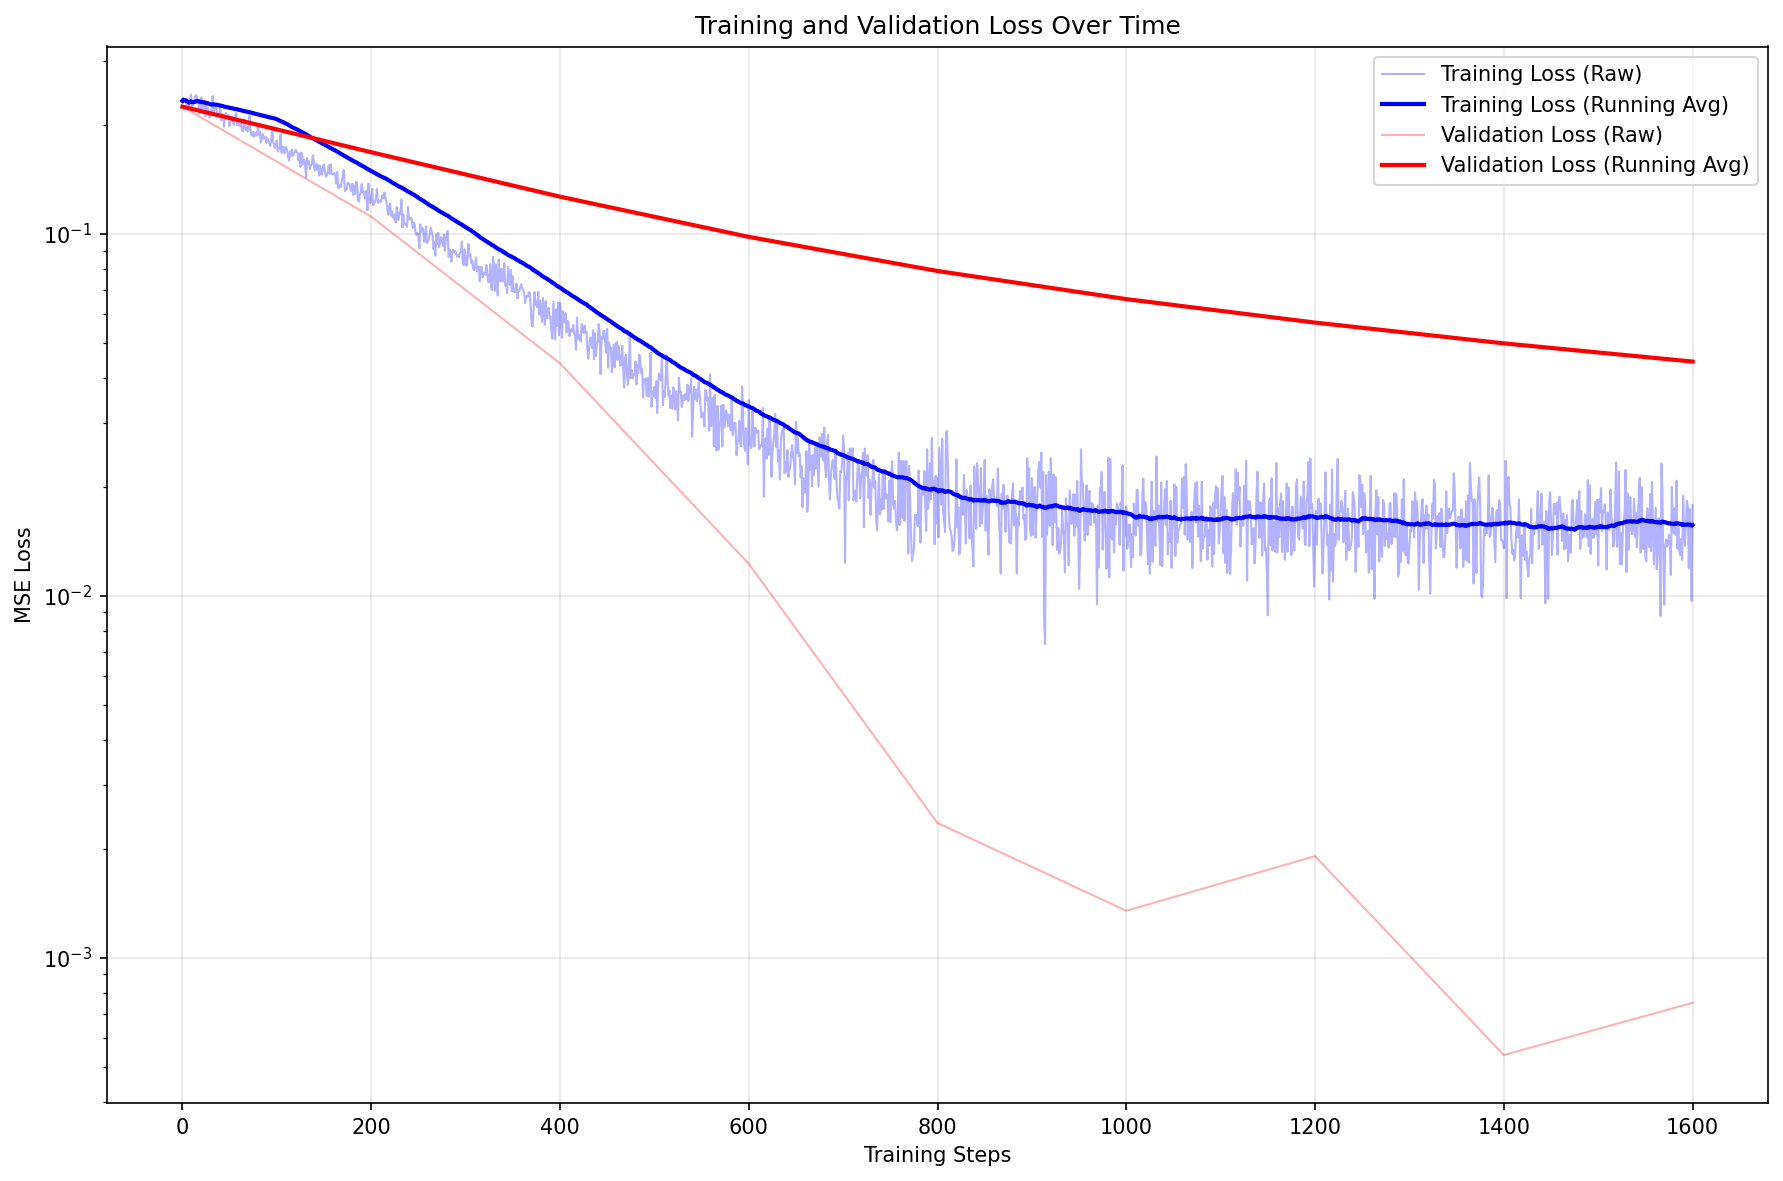 Training and Validation Loss Over Time
Training Loss (Raw)
Training Loss (Running Avg)
Validation Loss (Raw)
Validation Loss (Running Avg)
MSE Loss
10⁻¹
10⁻²
10⁻³
0 200 400 600 800 1000 1200 1400 1600
Training Steps